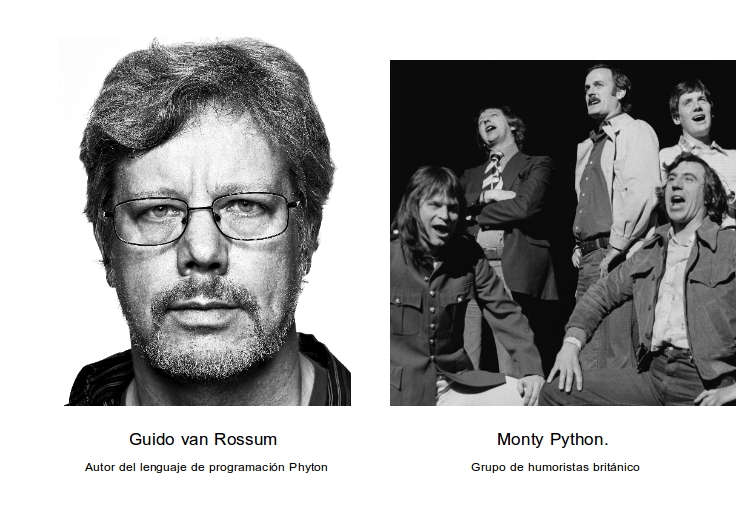 Guido van Rossum
Autor del lenguaje de programación Phyton
Monty Python.
Grupo de humoristas británico